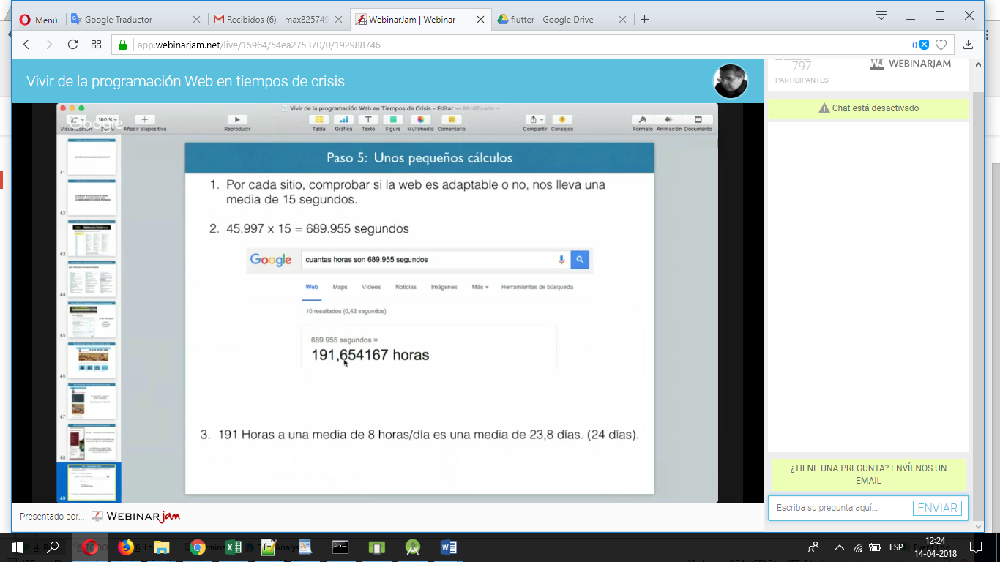 Menú
Google Traductor
Recibidos (6) - max825749
WebinarJam | Webinar
flutter - Google Drive
app.webinarjam.net/live/15964/54ea275370/0/192988746
0
Vivir de la programación Web en tiempos de crisis
797
PARTICIPANTES
WEBINARJAM
Chat está desactivado
Vivir de la programación Web en Tiempos de Crisis - Editar — Modificado
Google
Añadir diapositiva
Reproducir
Tabla
Gráfica
Texto
Figura
Multimedia
Comentario
Compartir
Consejos
Formato
Animación
Documento
41
42
43
44
45
46
47
48
49
Paso 5: Unos pequeños cálculos
1. Por cada sitio, comprobar si la web es adaptable o no, nos lleva una
media de 15 segundos.
2. 45.997 x 15 = 689.955 segundos
Google
cuantas horas son 689.955 segundos
Web Maps Vídeos Noticias Imágenes Más Herramientas de búsqueda
10 resultados (0,42 segundos)
689 955 segundos =
191,654167 horas
3. 191 Horas a una media de 8 horas/día es una media de 23,8 días. (24 días).
¿TIENE UNA PREGUNTA? ENVÍENOS UN
EMAIL
Escriba su pregunta aquí...
ENVIAR
Presentado por...
WEBINARjam
ESP
12:24
14-04-2018